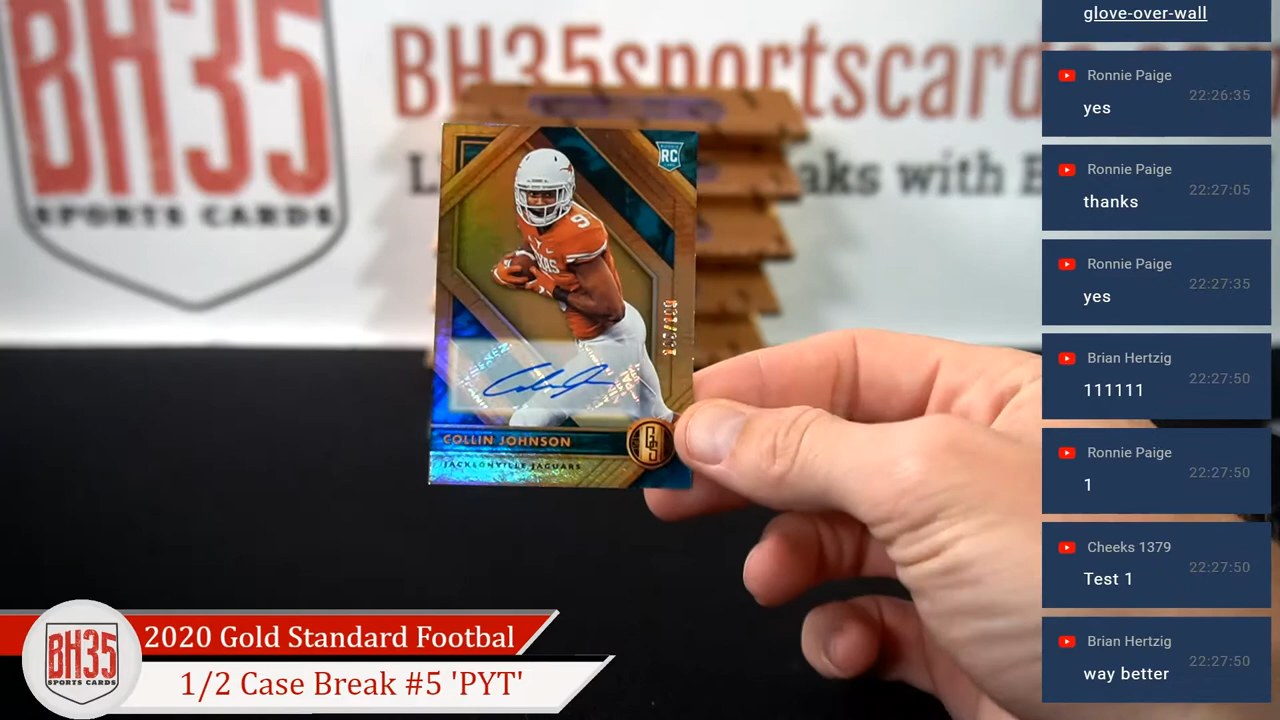 BH35
SPORTS CARDS
BH35sportscard
aks with
RC
9
COLLIN JOHNSON
JACKSONVILLE JAGUARS
GS
glove-over-wall
Ronnie Paige
22:26:35
yes
Ronnie Paige
22:27:05
thanks
Ronnie Paige
22:27:35
yes
Brian Hertzig
22:27:50
111111
Ronnie Paige
22:27:50
1
Cheeks 1379
22:27:50
Test 1
Brian Hertzig
22:27:50
way better
BH35
SPORTS CARDS
2020 Gold Standard Footbal
1/2 Case Break #5 'PYT'